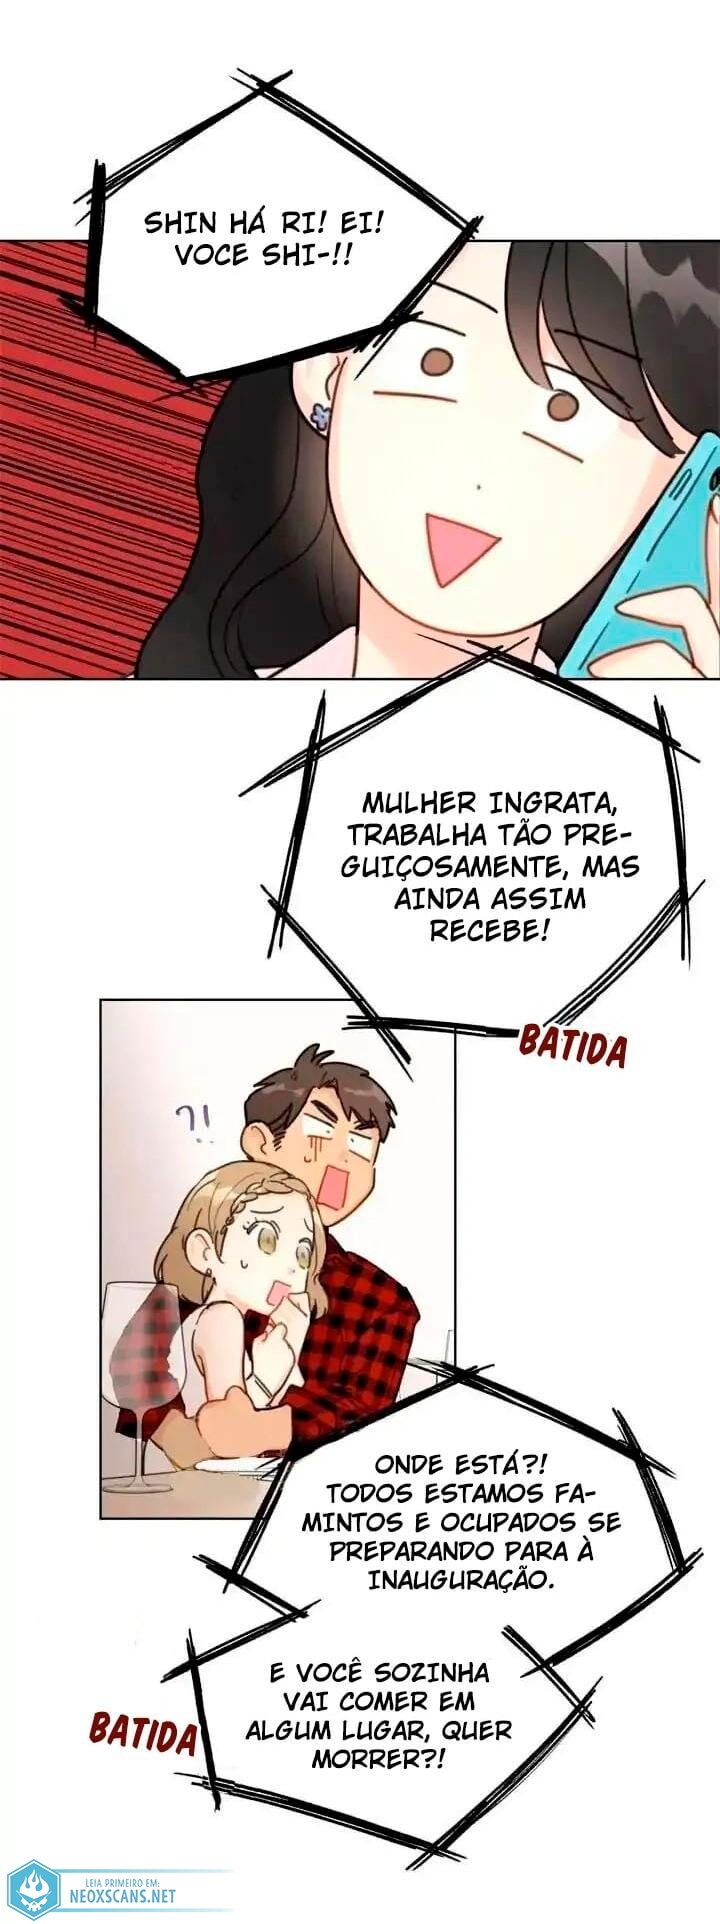 SHIN HÁ RI! EI!
VOCE SHI-!!
MULHER INGRATA,
TRABALHA TÃO PRE-
GUIÇOSAMENTE, MAS
AINDA ASSIM
RECEBE!
BATIDA
?!
ONDE ESTÁ?!
TODOS ESTAMOS FA-
MINTOS E OCUPADOS SE
PREPARANDO PARA À
INAUGURAÇÃO.
E VOCÊ SOZINHA
VAI COMER EM
ALGUM LUGAR, QUER
MORRER?!
BATIDA
LEIA PRIMEIRO EM:
NEOXSCANS.NET